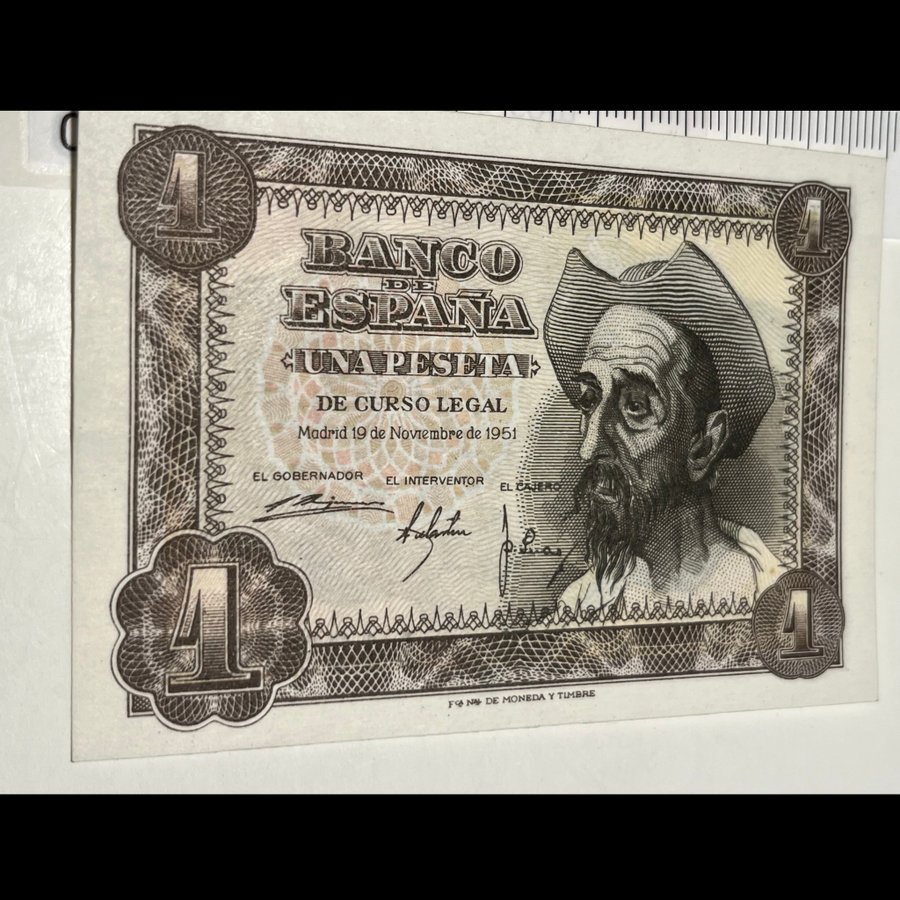 1
1
BANCO
DE
ESPAÑA
UNA PESETA
DE CURSO LEGAL
Madrid 19 de Noviembre de 1951
EL GOBERNADOR EL INTERVENTOR EL CAJERO
1
1
Fca Nal DE MONEDA Y TIMBRE